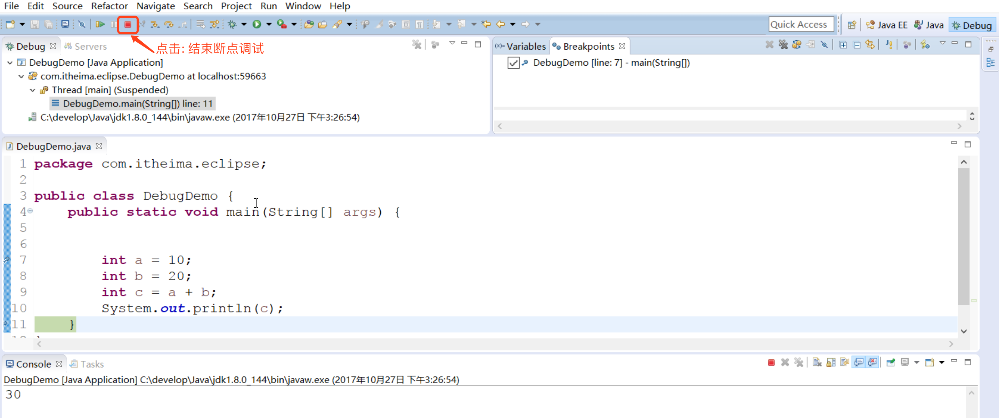 File Edit Source Refactor Navigate Search Project Run Window Help
Quick Access Java EE Java Debug
Debug Servers
点击: 结束断点调试
DebugDemo [Java Application]
com.itheima.eclipse.DebugDemo at localhost:59663
Thread [main] (Suspended)
DebugDemo.main(String[]) line: 11
C:\develop\Java\jdk1.8.0_144\bin\javaw.exe (2017年10月27日 下午3:26:54)
(x)= Variables Breakpoints
DebugDemo [line: 7] - main(String[])
DebugDemo.java
1 package com.itheima.eclipse;
2
3 public class DebugDemo {
4 public static void main(String[] args) {
5
6
7 int a = 10;
8 int b = 20;
9 int c = a + b;
10 System.out.println(c);
11 }
Console Tasks
DebugDemo [Java Application] C:\develop\Java\jdk1.8.0_144\bin\javaw.exe (2017年10月27日 下午3:26:54)
30